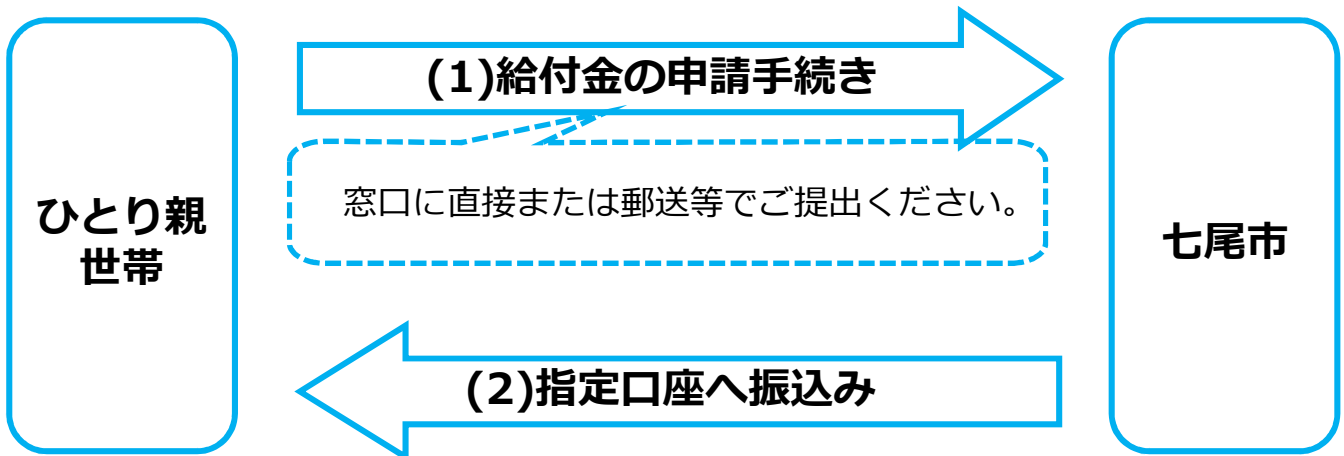 (1)給付金の申請手続き
窓口に直接または郵送等でご提出ください。
ひとり親
世帯
七尾市
(2)指定口座へ振込み